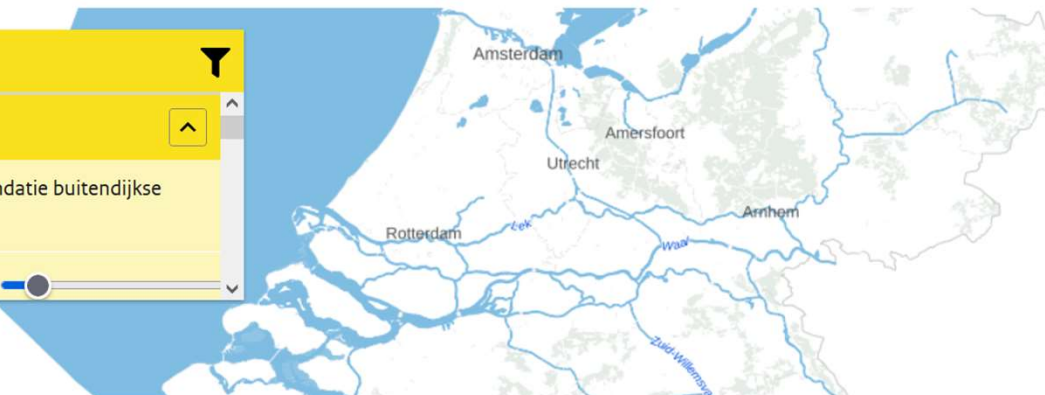 Amsterdam
Amersfoort
Utrecht
ndatie buitendijkse
Arnhem
Rotterdam
Lek
Waal
Zuid-Willemsva